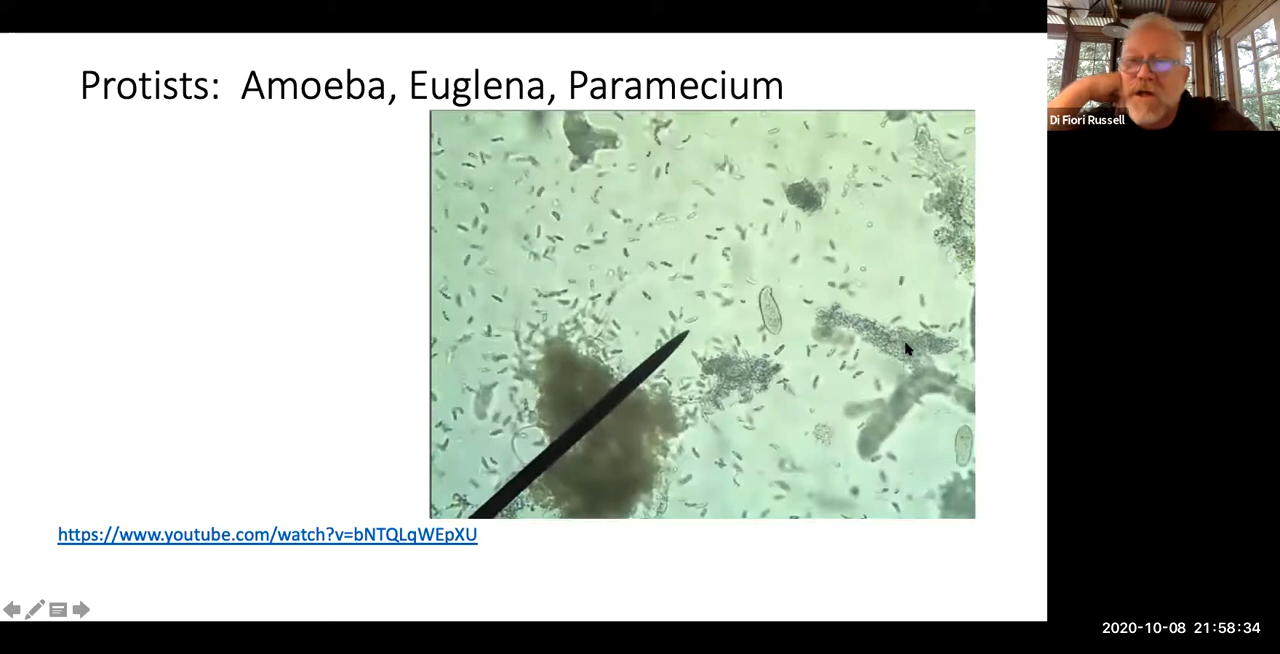 Protists: Amoeba, Euglena, Paramecium
Di Fiori Russell
https://www.youtube.com/watch?v=bNTQLqWEpXU
2020-10-08 21:58:34